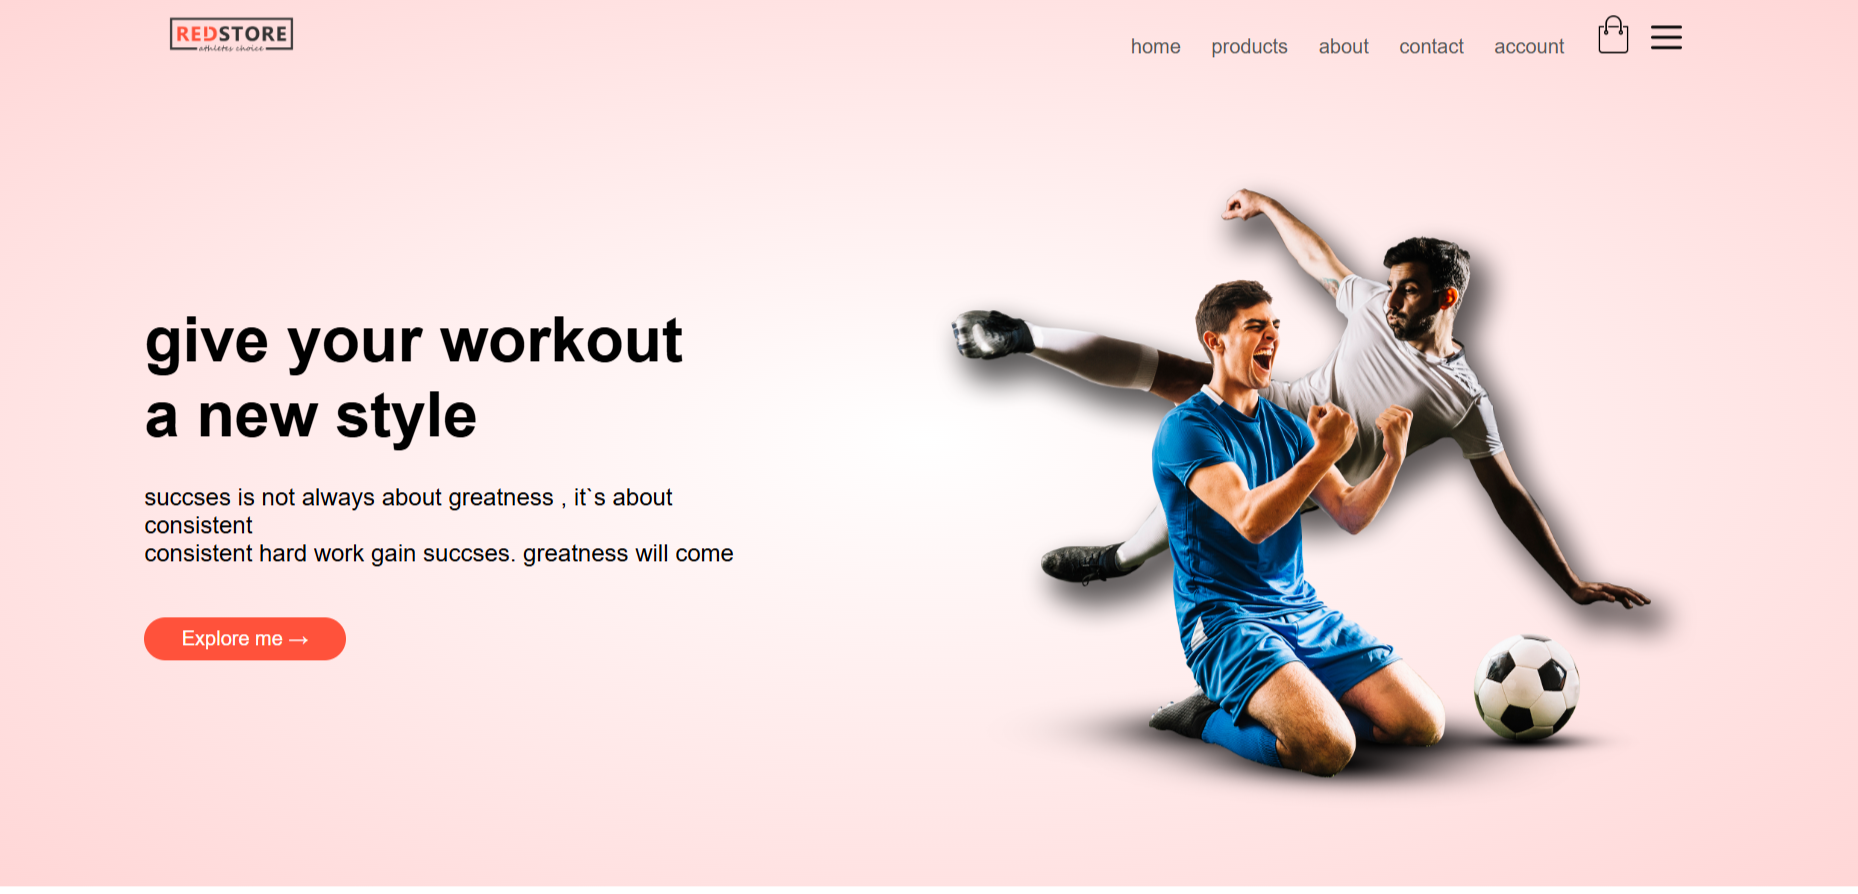 REDSTORE
athletes choice
home products about contact account
give your workout
a new style
succses is not always about greatness , it`s about
consistent
consistent hard work gain succses. greatness will come
Explore me →